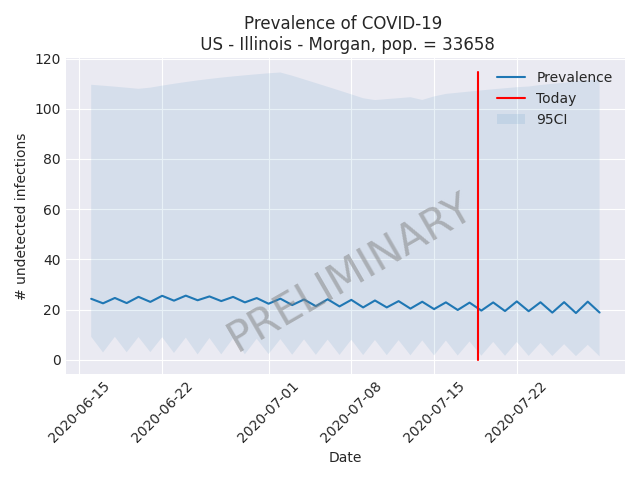 Prevalence of COVID-19
US - Illinois - Morgan, pop. = 33658
120
100
80
60
40
20
0
# undetected infections
Prevalence
Today
95CI
PRELIMINARY
2020-06-15
2020-06-22
2020-07-01
2020-07-08
2020-07-15
2020-07-22
Date